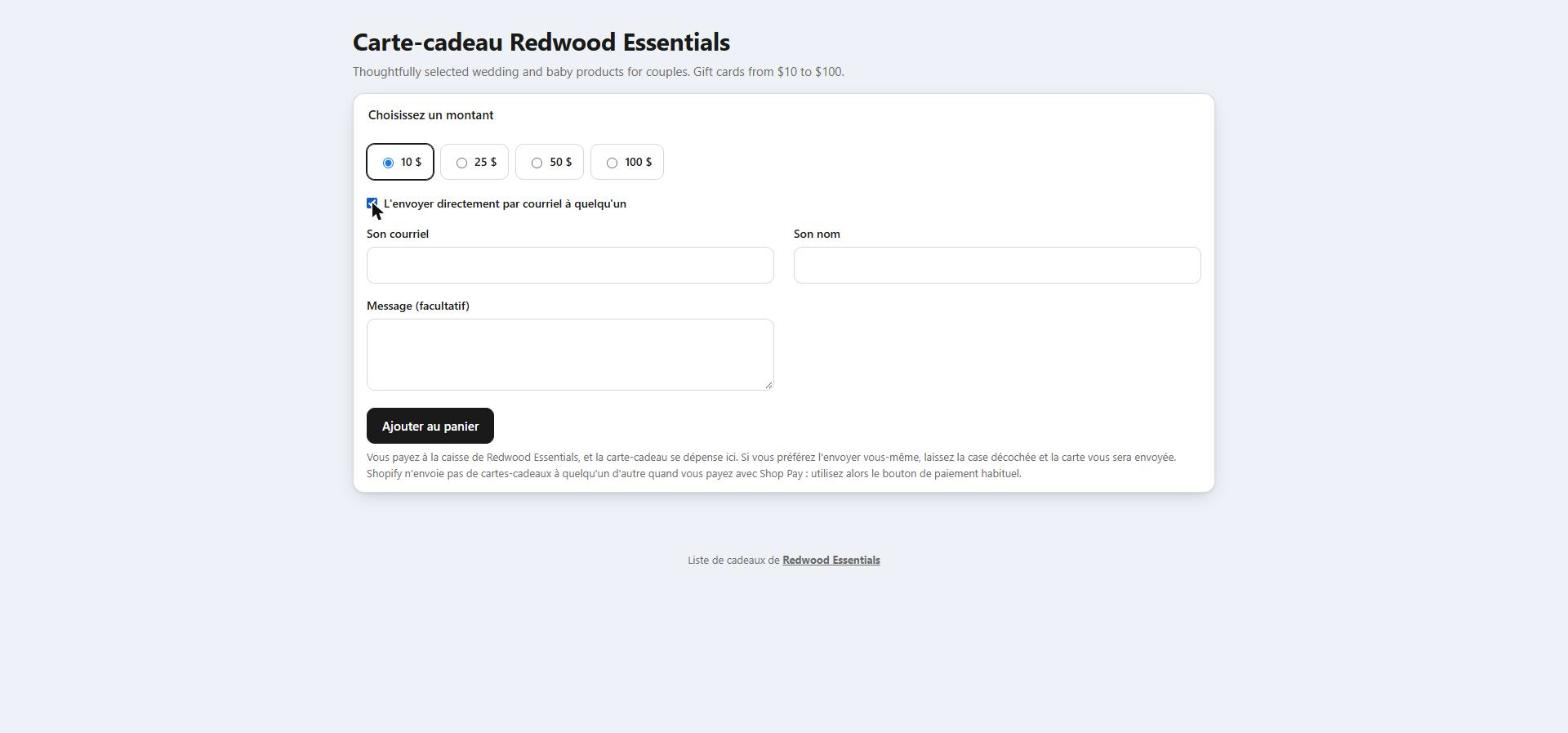 Carte-cadeau Redwood Essentials
Thoughtfully selected wedding and baby products for couples. Gift cards from $10 to $100.
Choisissez un montant
10 $ 25 $ 50 $ 100 $
L'envoyer directement par courriel à quelqu'un
Son courriel Son nom
Message (facultatif)
Ajouter au panier
Vous payez à la caisse de Redwood Essentials, et la carte-cadeau se dépense ici. Si vous préférez l'envoyer vous-même, laissez la case décochée et la carte vous sera envoyée.
Shopify n'envoie pas de cartes-cadeaux à quelqu'un d'autre quand vous payez avec Shop Pay : utilisez alors le bouton de paiement habituel.
Liste de cadeaux de Redwood Essentials